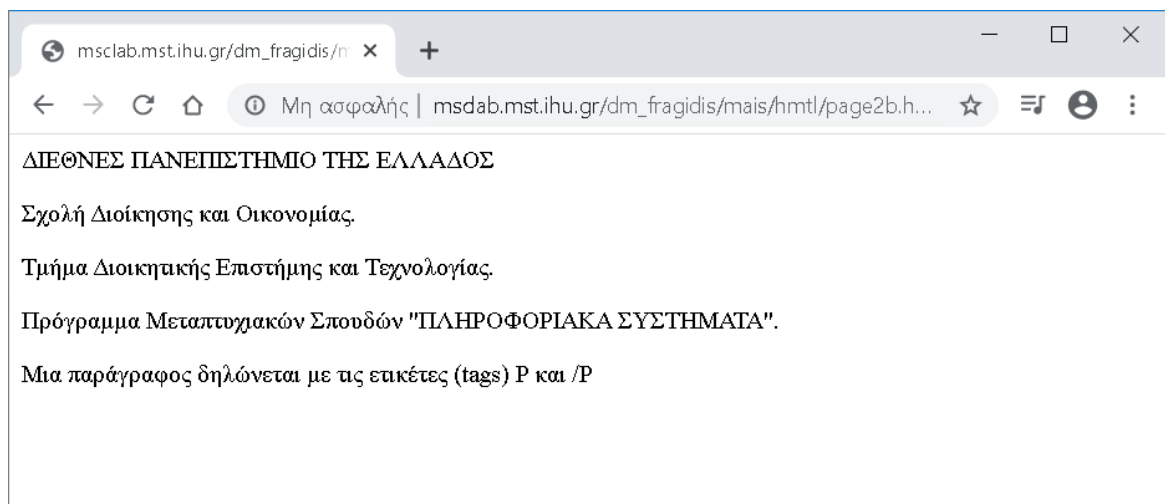 msclab.mst.ihu.gr/dm_fragidis/m
Μη ασφαλής | msdab.mst.ihu.gr/dm_fragidis/mais/hmtl/page2b.h...
ΔΙΕΘΝΕΣ ΠΑΝΕΠΙΣΤΗΜΙΟ ΤΗΣ ΕΛΛΑΔΟΣ
Σχολή Διοίκησης και Οικονομίας.
Τμήμα Διοικητικής Επιστήμης και Τεχνολογίας.
Πρόγραμμα Μεταπτυχιακών Σπουδών "ΠΛΗΡΟΦΟΡΙΑΚΑ ΣΥΣΤΗΜΑΤΑ".
Μια παράγραφος δηλώνεται με τις ετικέτες (tags) P και /P